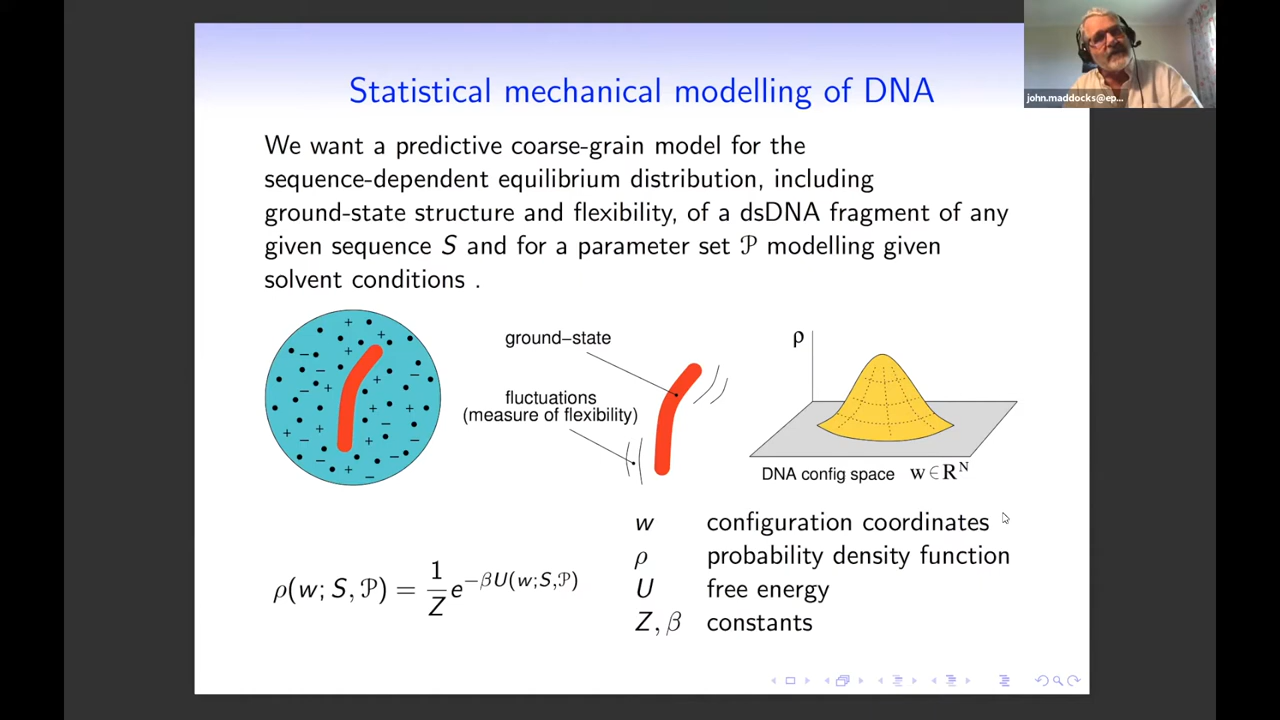 Statistical mechanical modelling of DNA
john.maddocks@ep...
We want a predictive coarse-grain model for the
sequence-dependent equilibrium distribution, including
ground-state structure and flexibility, of a dsDNA fragment of any
given sequence S and for a parameter set 𝒫 modelling given
solvent conditions .
ground–state
fluctuations
(measure of flexibility)
ρ
DNA config space w∈R^N
ρ(w; S, 𝒫) = 1/Z e^{−βU(w;S,𝒫)}
w configuration coordinates
ρ probability density function
U free energy
Z, β constants